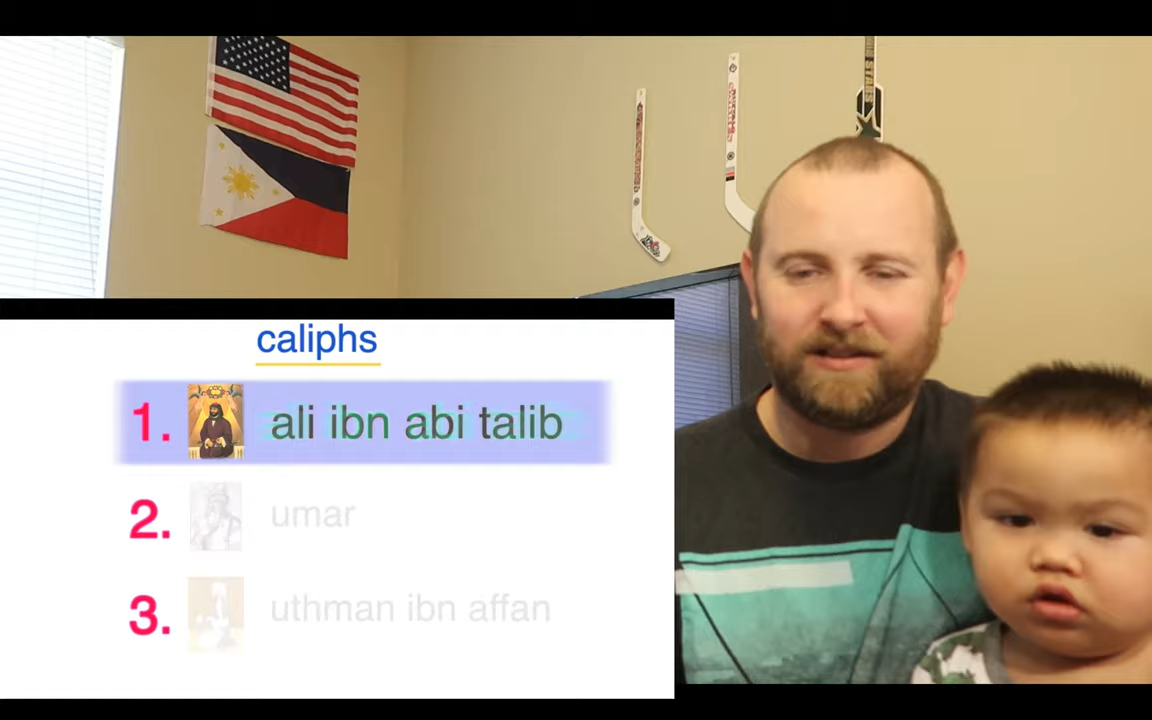 caliphs
1. ali ibn abi talib
2. umar
3. uthman ibn affan